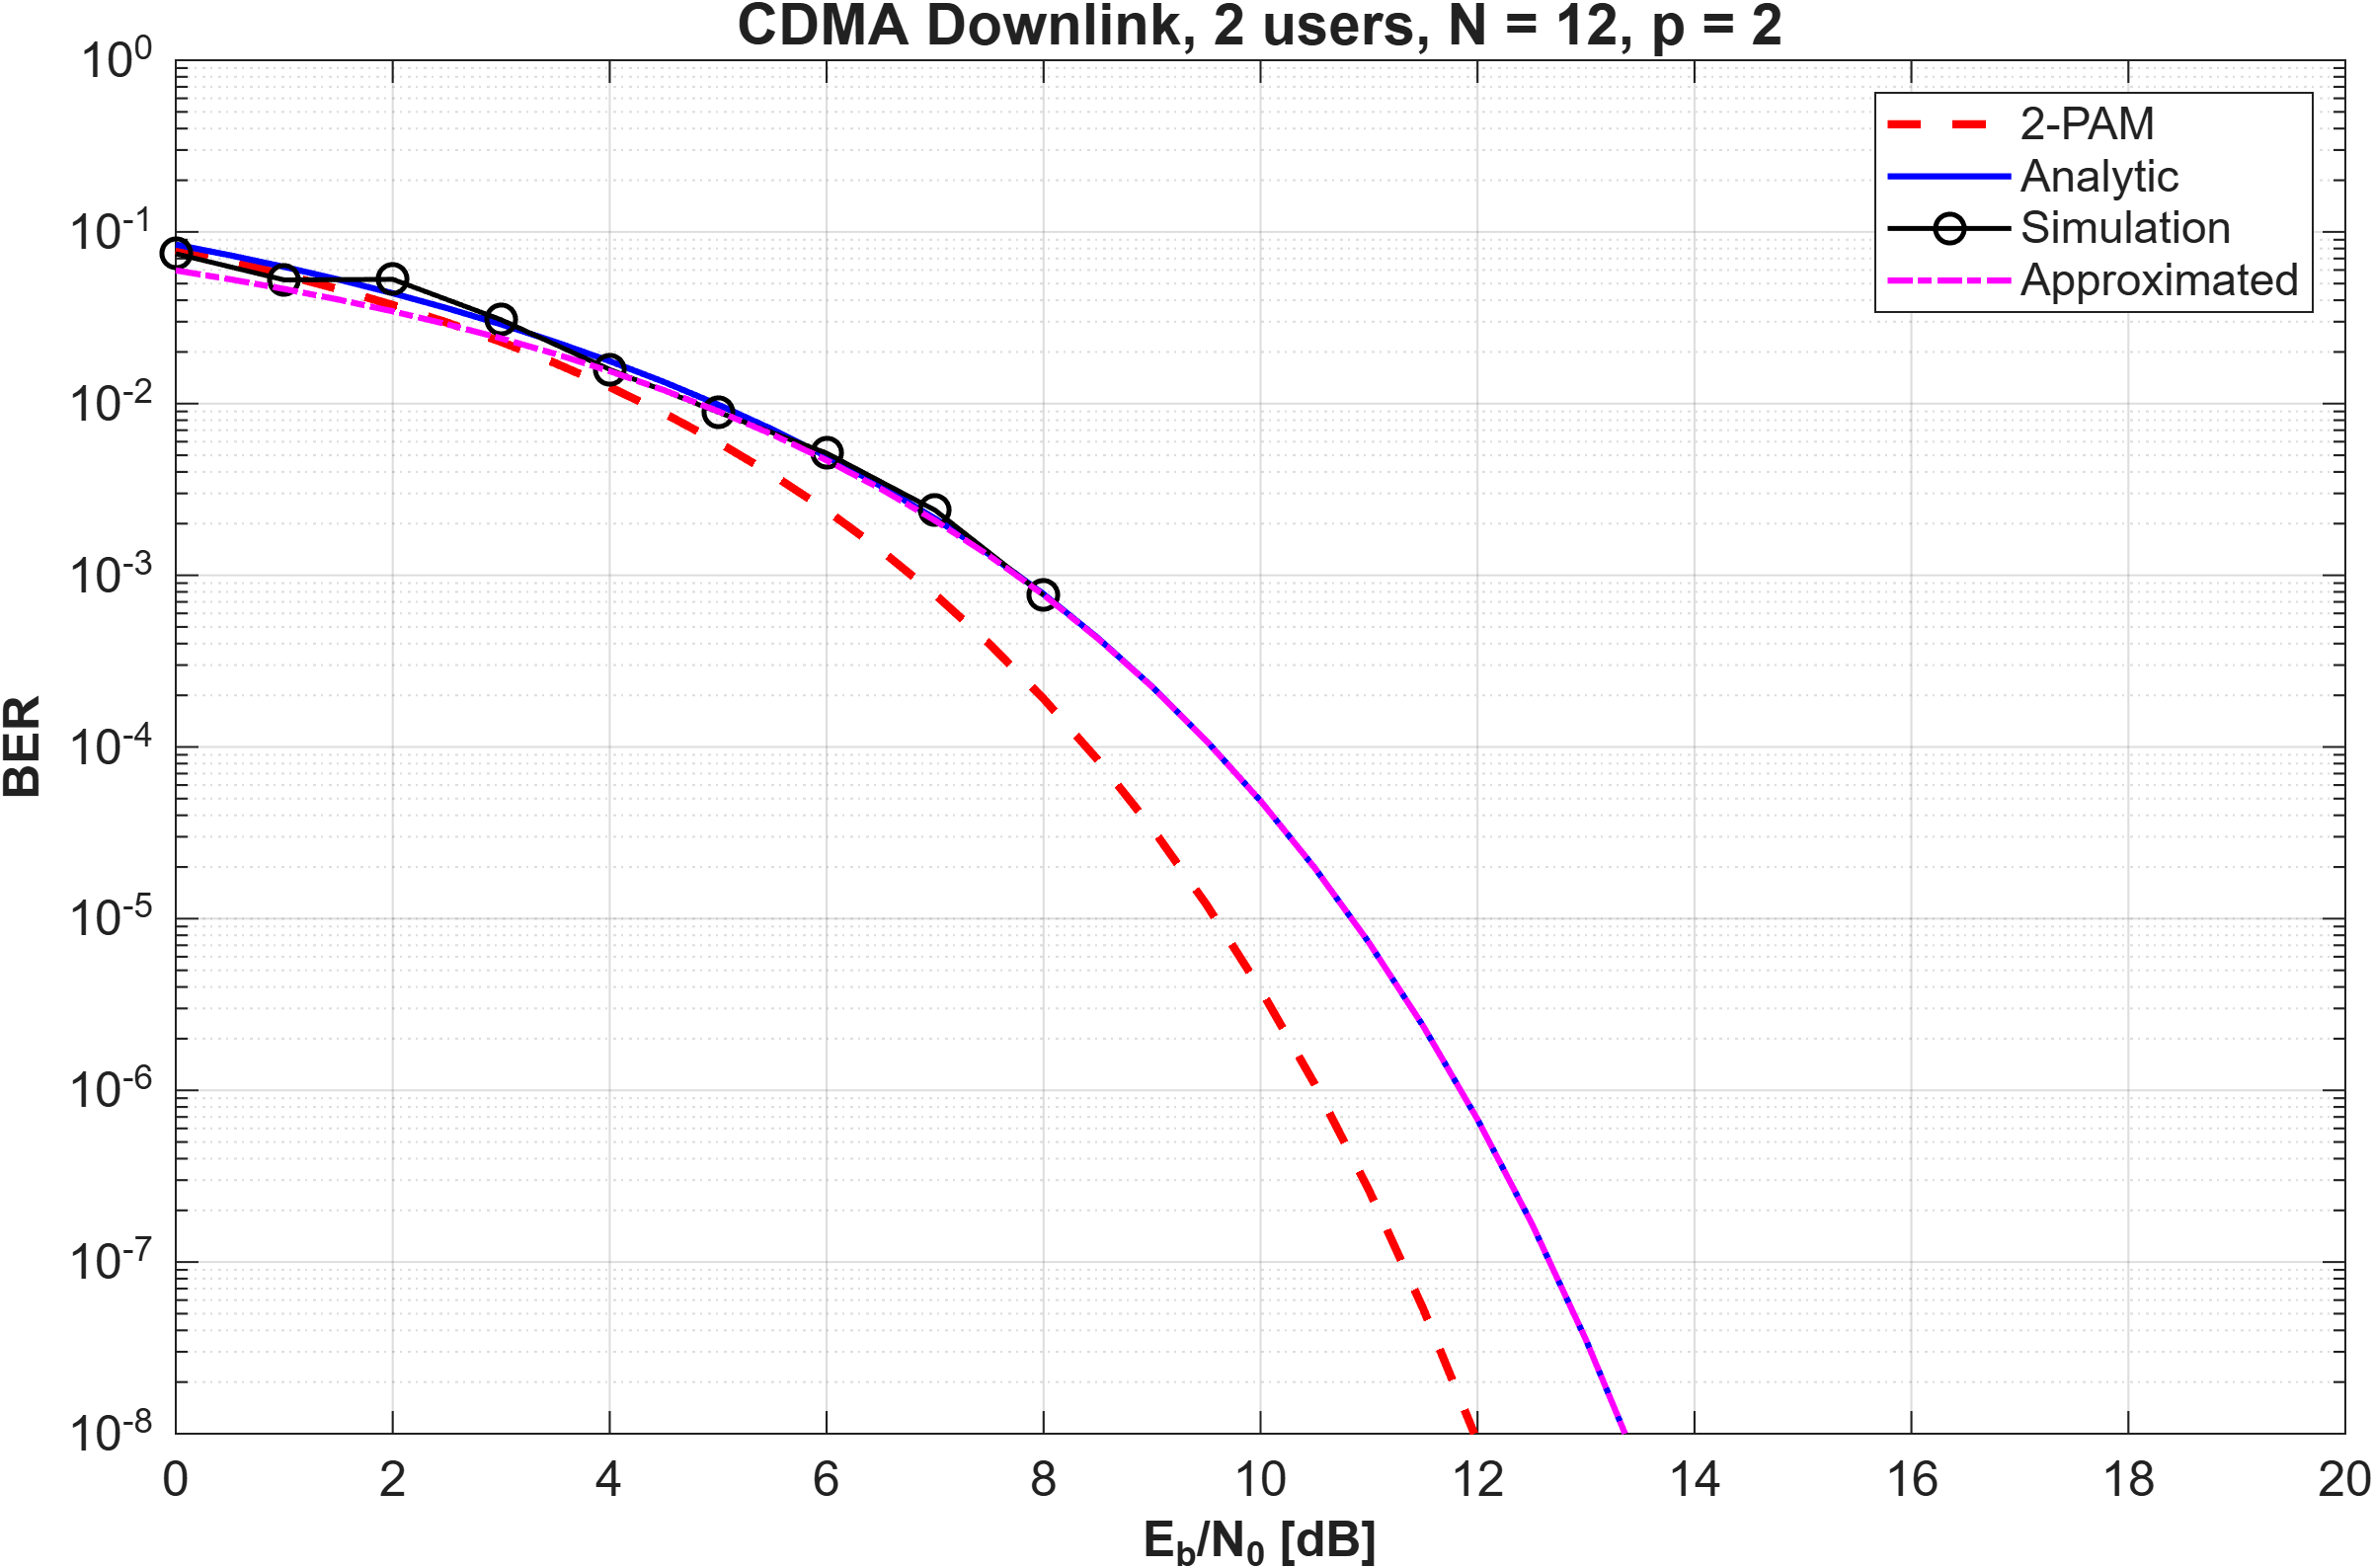 CDMA Downlink, 2 users, N = 12, p = 2
10^0
10^-1
10^-2
10^-3
10^-4
10^-5
10^-6
10^-7
10^-8
BER
2-PAM
Analytic
Simulation
Approximated
0 2 4 6 8 10 12 14 16 18 20
E_b/N_0 [dB]